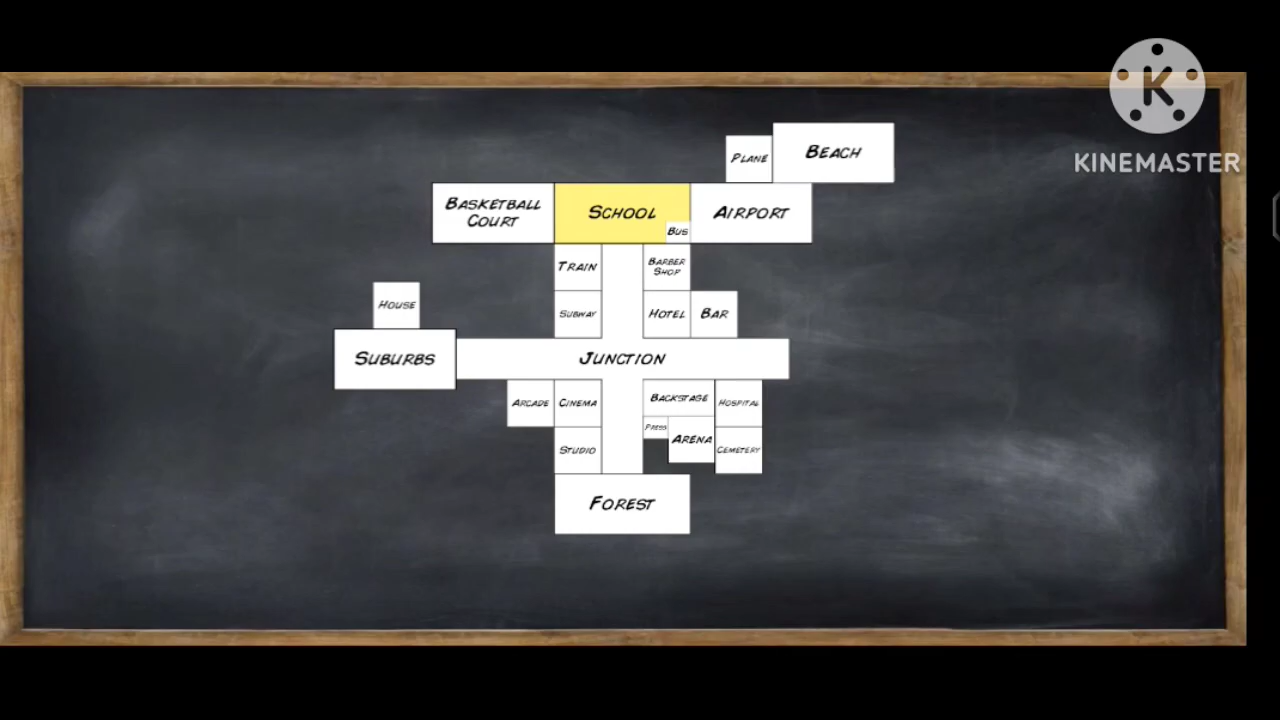 KINEMASTER
PLANE
BEACH
BASKETBALL
COURT
SCHOOL
BUS
AIRPORT
TRAIN
BARBER
SHOP
HOUSE
SUBWAY
HOTEL
BAR
SUBURBS
JUNCTION
ARCADE
CINEMA
BACKSTAGE
HOSPITAL
PRESS
ARENA
STUDIO
CEMETERY
FOREST